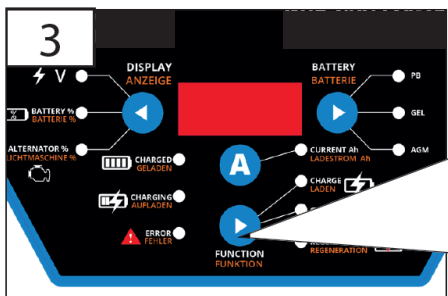 3
DISPLAY
ANZEIGE
BATTERY
BATTERIE
V
BATTERY %
BATTERIE %
ALTERNATOR %
LICHTMASCHINE %
PB
GEL
AGM
CHARGED
GELADEN
CHARGING
AUFLADEN
ERROR
FEHLER
A
CURRENT Ah
LADESTROM Ah
CHARGE
LADEN
REGENERATION
FUNCTION
FUNKTION